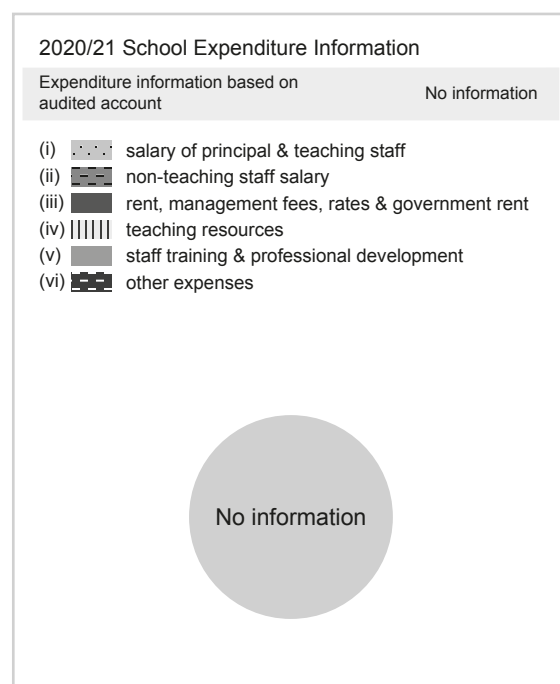 2020/21 School Expenditure Information
Expenditure information based on
audited account
No information
(i) salary of principal & teaching staff
(ii) non-teaching staff salary
(iii) rent, management fees, rates & government rent
(iv) teaching resources
(v) staff training & professional development
(vi) other expenses
No information